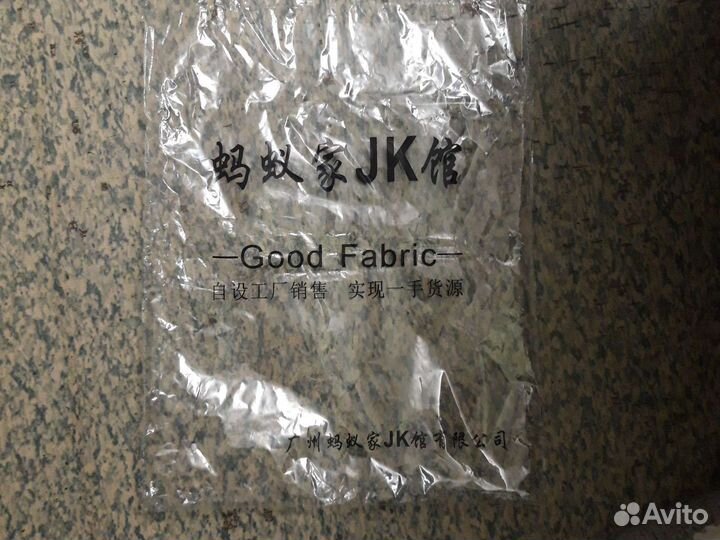 蚂蚁家JK馆
—Good Fabric—
自设工厂销售 实现一手货源
广州蚂蚁家JK馆有限公司
Avito